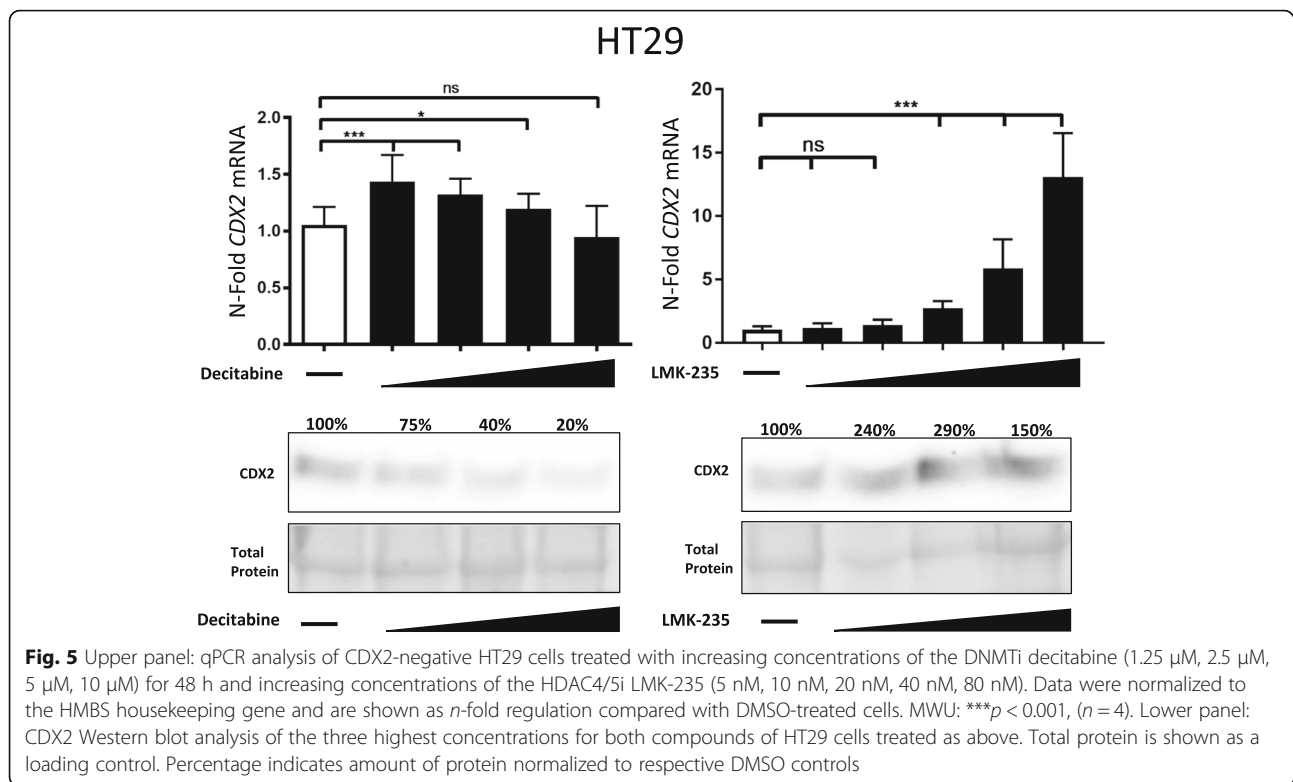 HT29
N-Fold CDX2 mRNA
2.0
1.5
1.0
0.5
0.0
ns
*
***
Decitabine
N-Fold CDX2 mRNA
20
15
10
5
0
***
ns
LMK-235
100% 75% 40% 20%
CDX2
Total
Protein
Decitabine
100% 240% 290% 150%
CDX2
Total
Protein
LMK-235
Fig. 5 Upper panel: qPCR analysis of CDX2-negative HT29 cells treated with increasing concentrations of the DNMTi decitabine (1.25 μM, 2.5 μM,
5 μM, 10 μM) for 48 h and increasing concentrations of the HDAC4/5i LMK-235 (5 nM, 10 nM, 20 nM, 40 nM, 80 nM). Data were normalized to
the HMBS housekeeping gene and are shown as n-fold regulation compared with DMSO-treated cells. MWU: ***p < 0.001, (n = 4). Lower panel:
CDX2 Western blot analysis of the three highest concentrations for both compounds of HT29 cells treated as above. Total protein is shown as a
loading control. Percentage indicates amount of protein normalized to respective DMSO controls